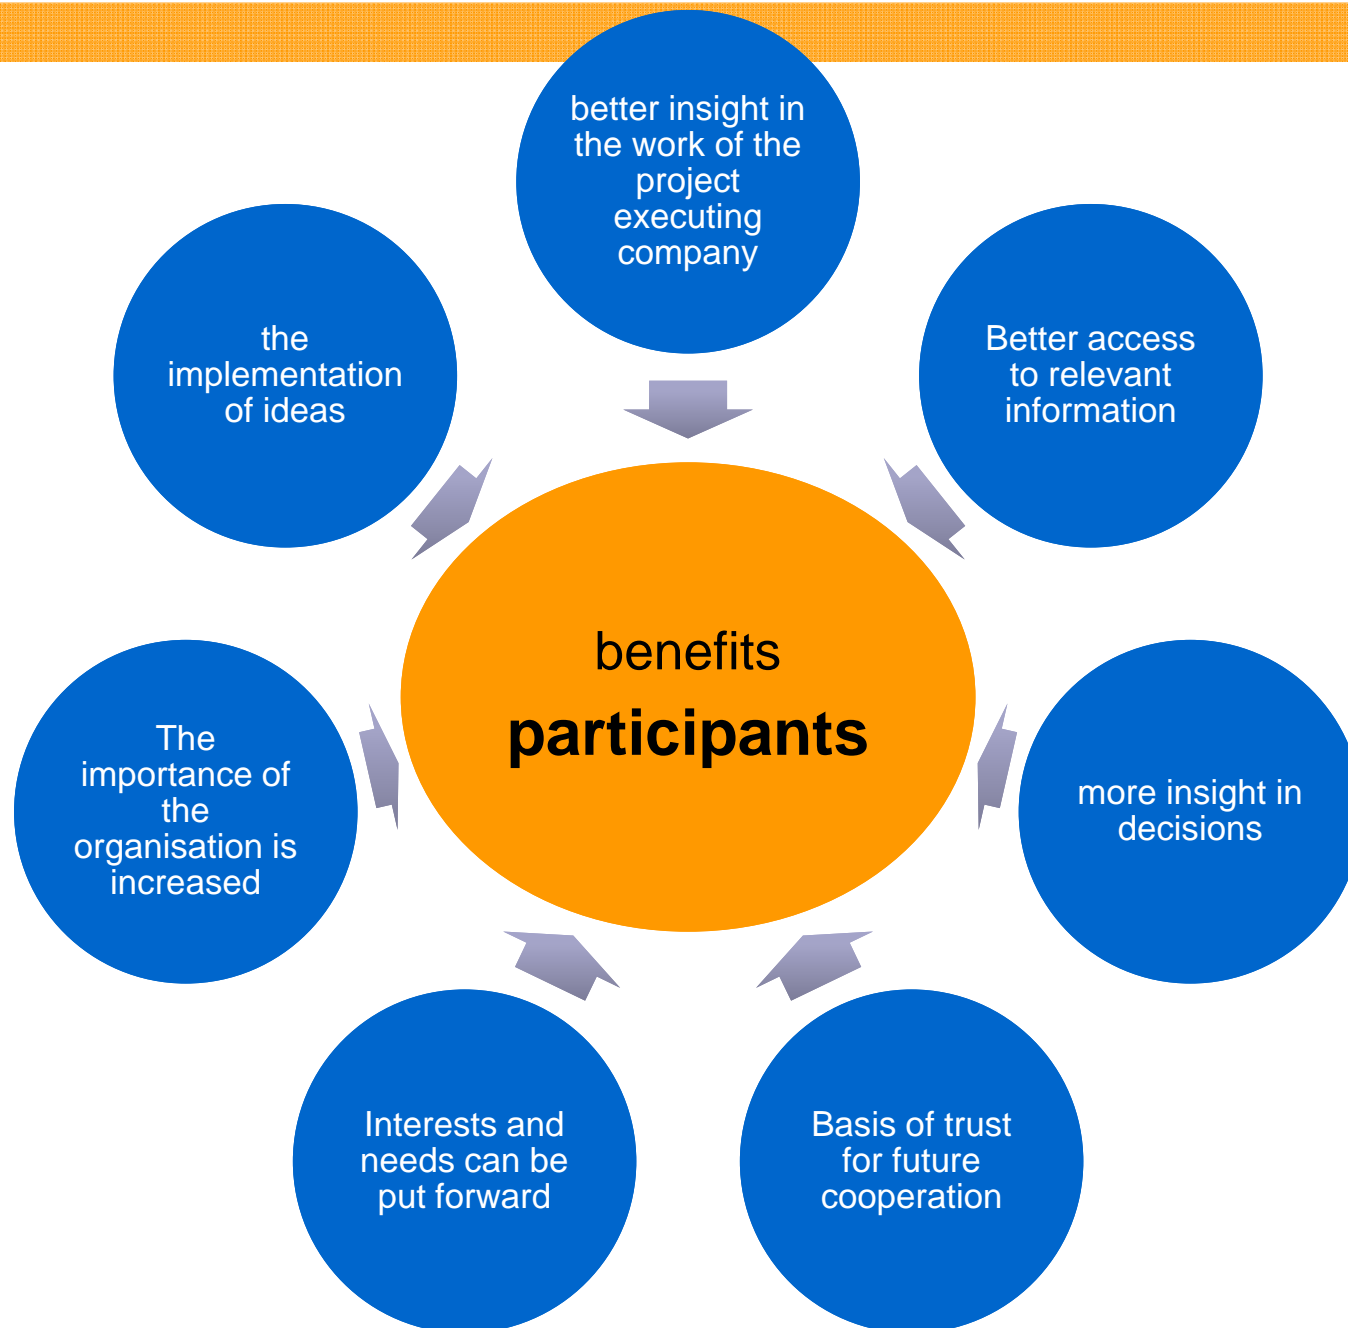 better insight in
the work of the
project
executing
company
Better access
to relevant
information
more insight in
decisions
Basis of trust
for future
cooperation
Interests and
needs can be
put forward
The
importance of
the
organisation is
increased
the
implementation
of ideas
benefits
participants